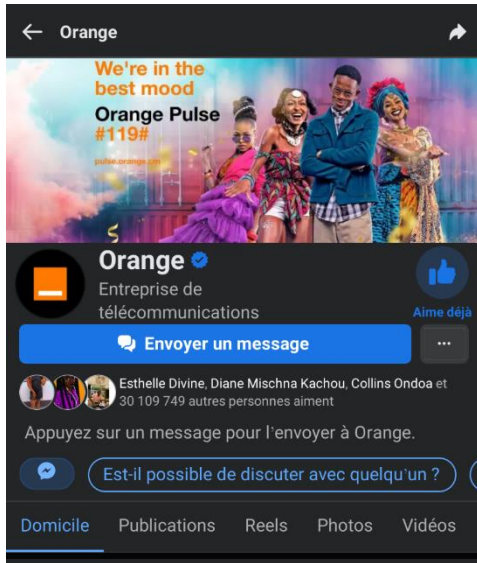 Orange
We're in the
best mood
Orange Pulse
#119#
pulse.orange.cm
Orange
Entreprise de
télécommunications
Aime déjà
Envoyer un message
Esthelle Divine, Diane Mischna Kachou, Collins Ondoa et
30 109 749 autres personnes aiment
Appuyez sur un message pour l'envoyer à Orange.
Est-il possible de discuter avec quelqu'un ?
Domicile Publications Reels Photos Vidéos